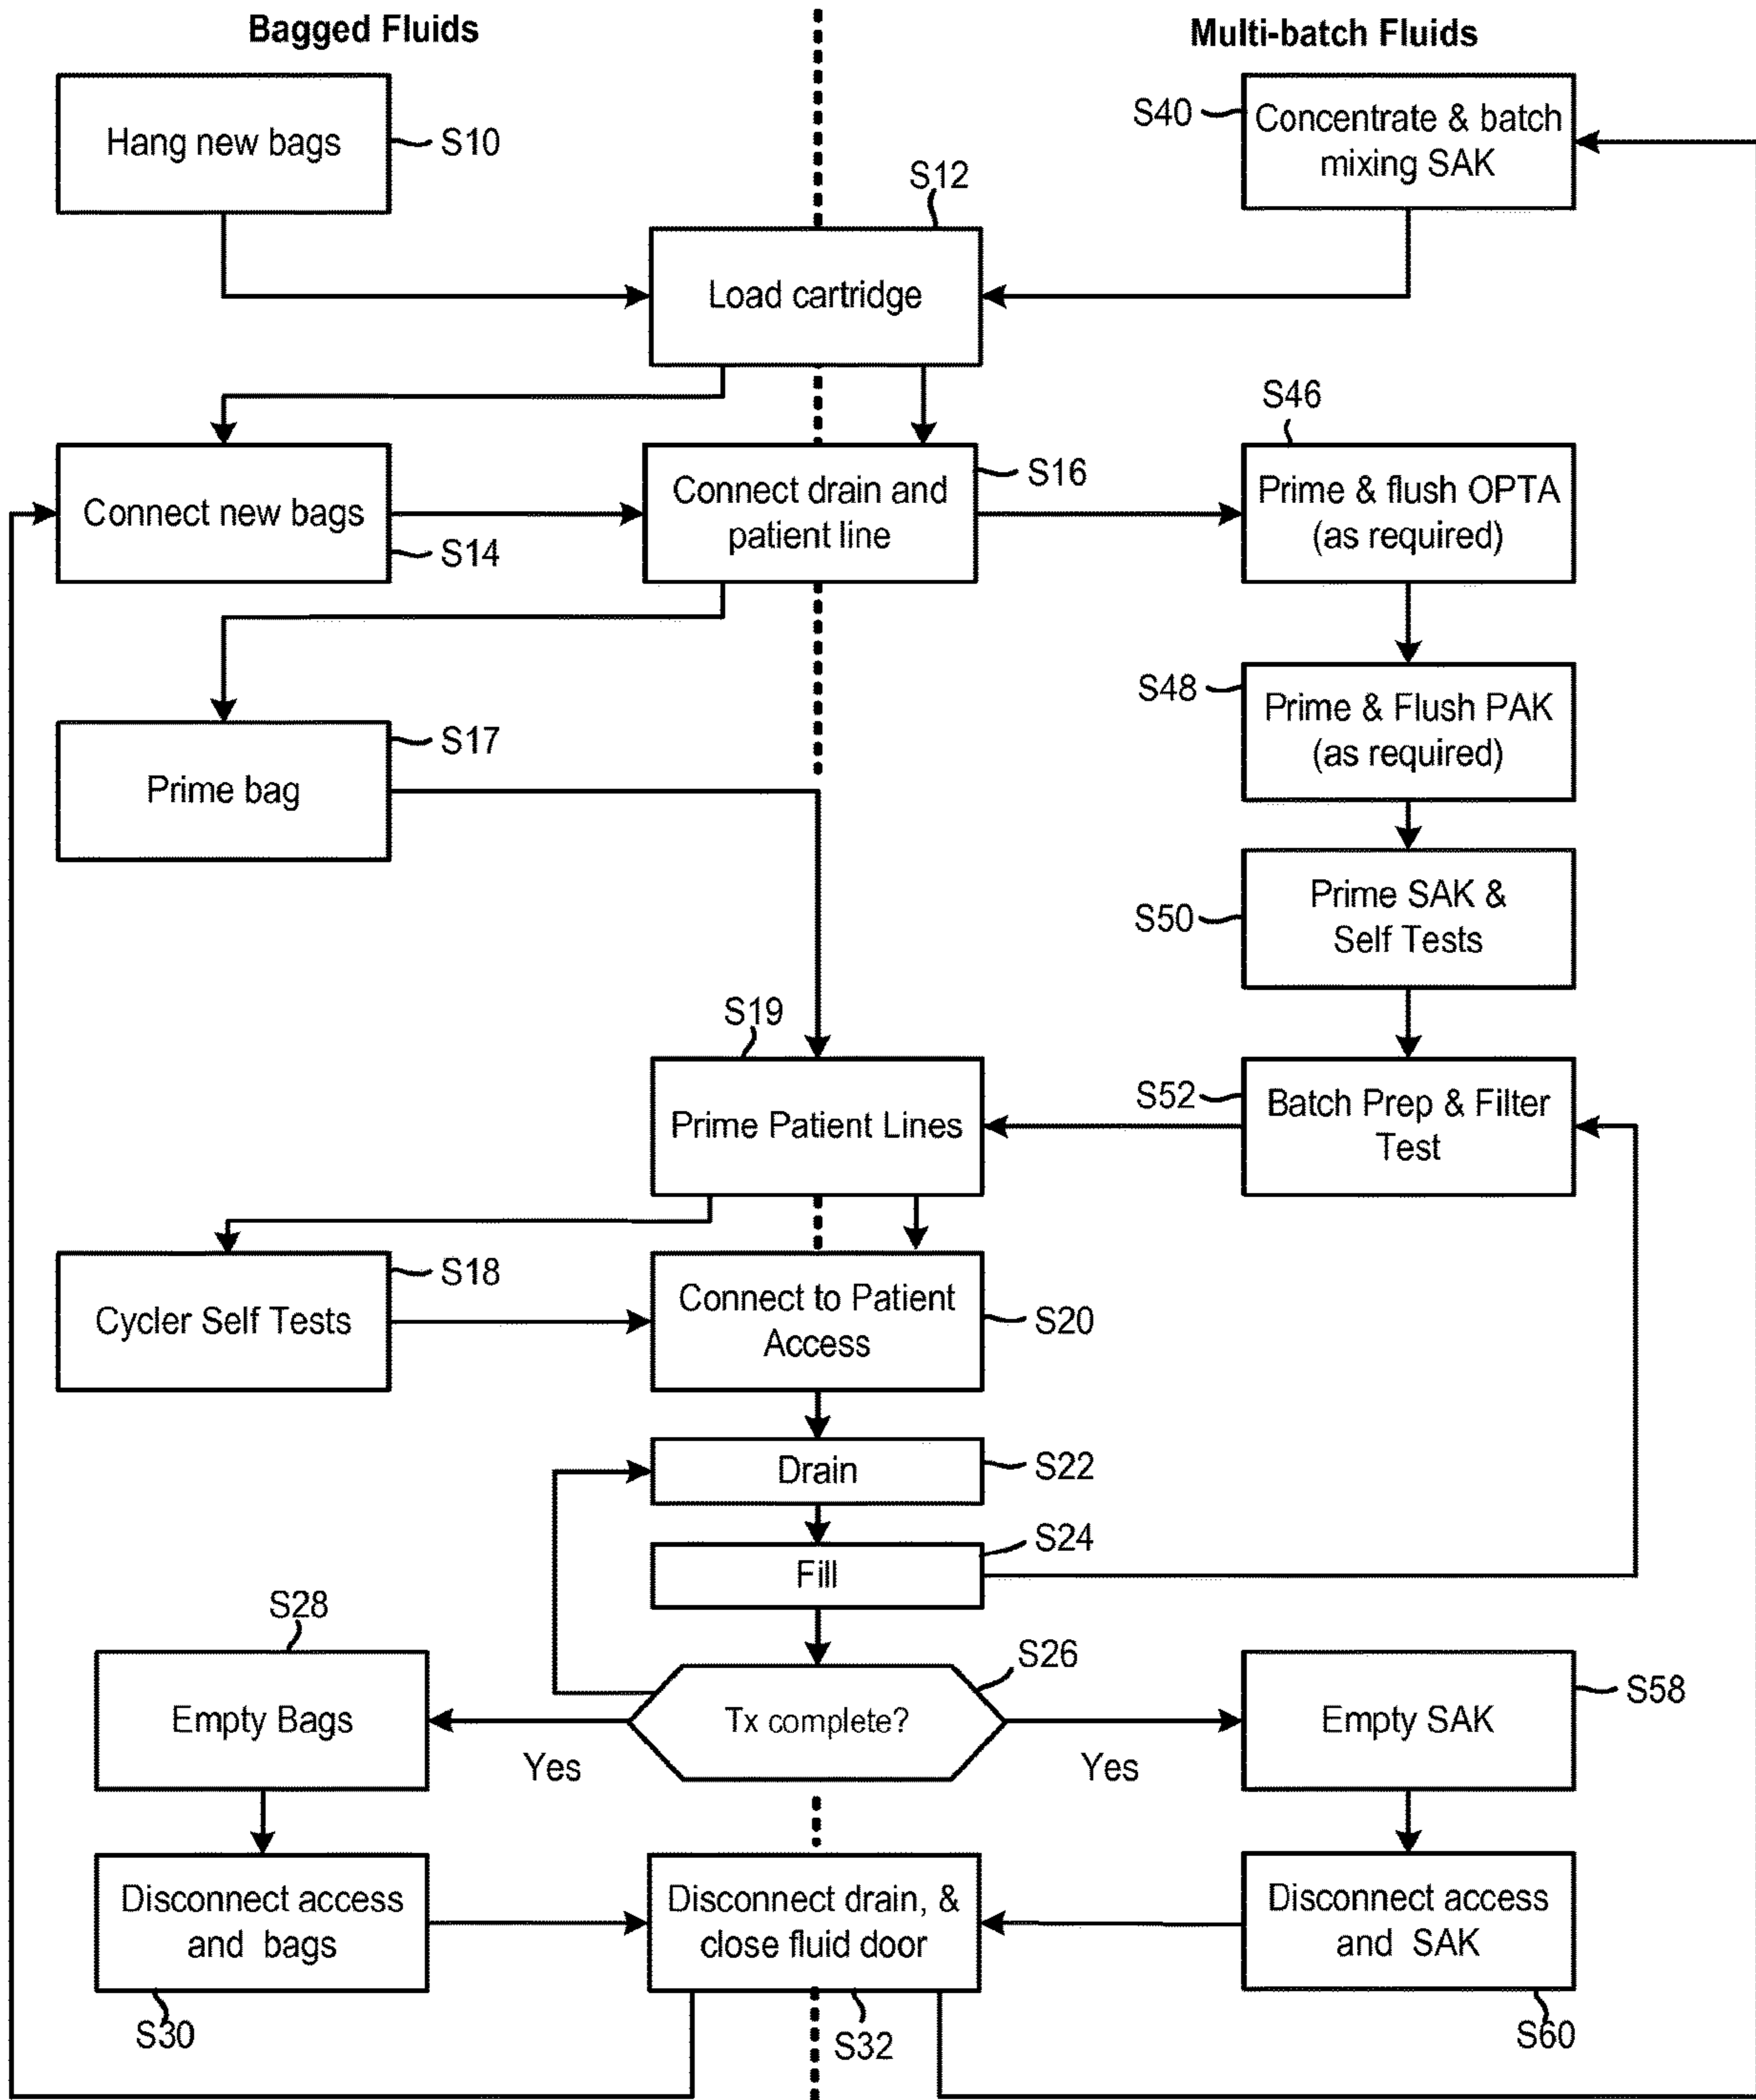 Bagged Fluids
Multi-batch Fluids
Hang new bags
S10
S40
Concentrate & batch
mixing SAK
S12
Load cartridge
Connect new bags
S14
Connect drain and
patient line
S16
S46
Prime & flush OPTA
(as required)
S17
Prime bag
S48
Prime & Flush PAK
(as required)
S50
Prime SAK &
Self Tests
S19
Prime Patient Lines
S52
Batch Prep & Filter
Test
S18
Cycler Self Tests
Connect to Patient
Access
S20
Drain
S22
Fill
S24
S28
Empty Bags
Yes
Tx complete?
S26
Yes
Empty SAK
S58
Disconnect access
and bags
S30
Disconnect drain, &
close fluid door
S32
Disconnect access
and SAK
S60